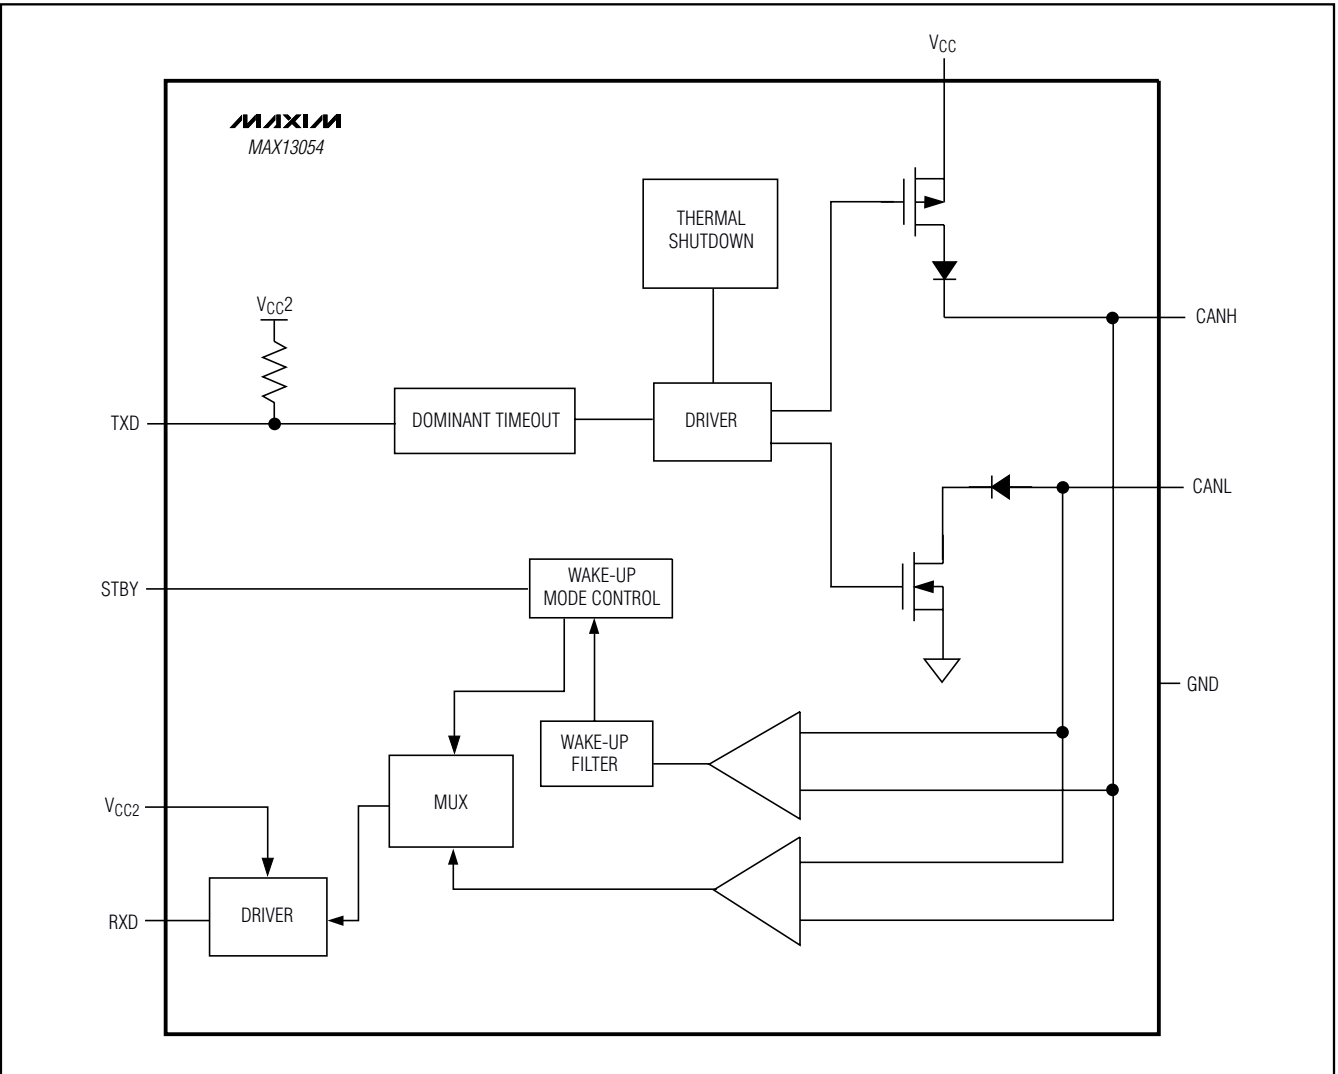 VCC
MAXIM
MAX13054
THERMAL
SHUTDOWN
VCC2
CANH
TXD
DOMINANT TIMEOUT
DRIVER
CANL
STBY
WAKE-UP
MODE CONTROL
GND
WAKE-UP
FILTER
MUX
VCC2
RXD
DRIVER